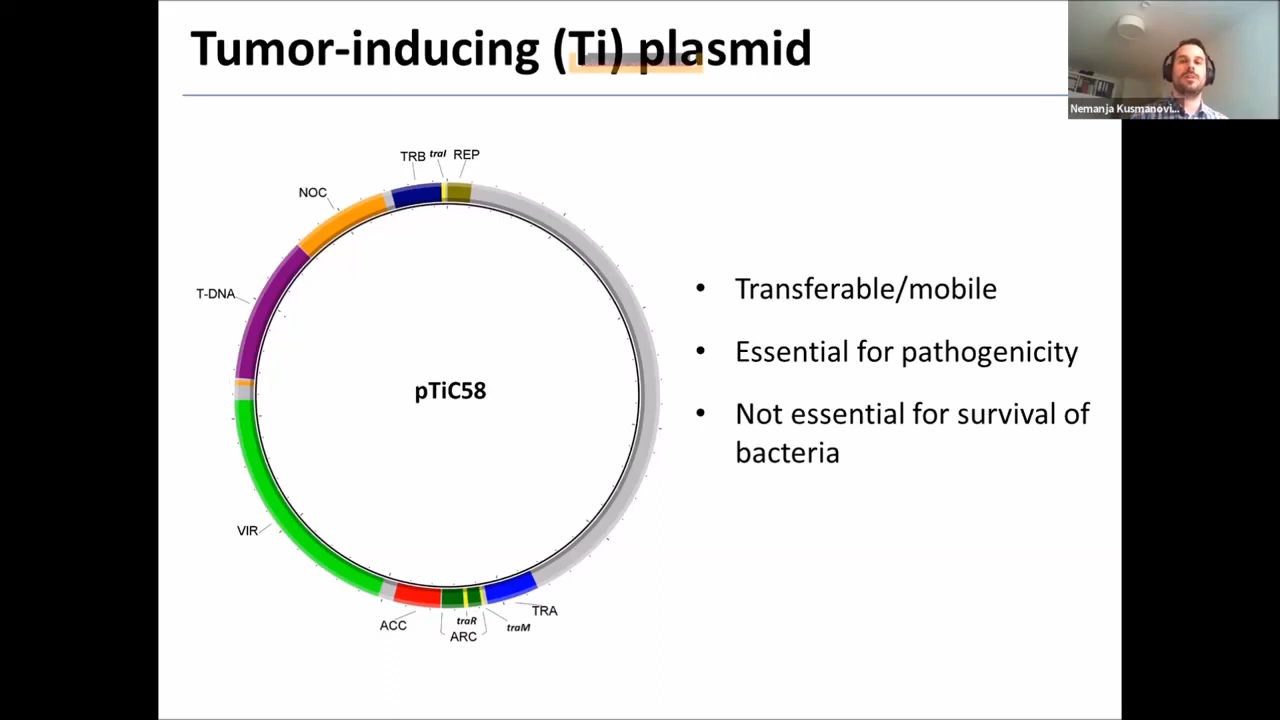 Tumor-inducing (Ti) plasmid
Nemanja Kusmanovi...
TRB traI REP
NOC
T-DNA
pTiC58
VIR
ACC
traR
ARC
traM
TRA
• Transferable/mobile
• Essential for pathogenicity
• Not essential for survival of
bacteria